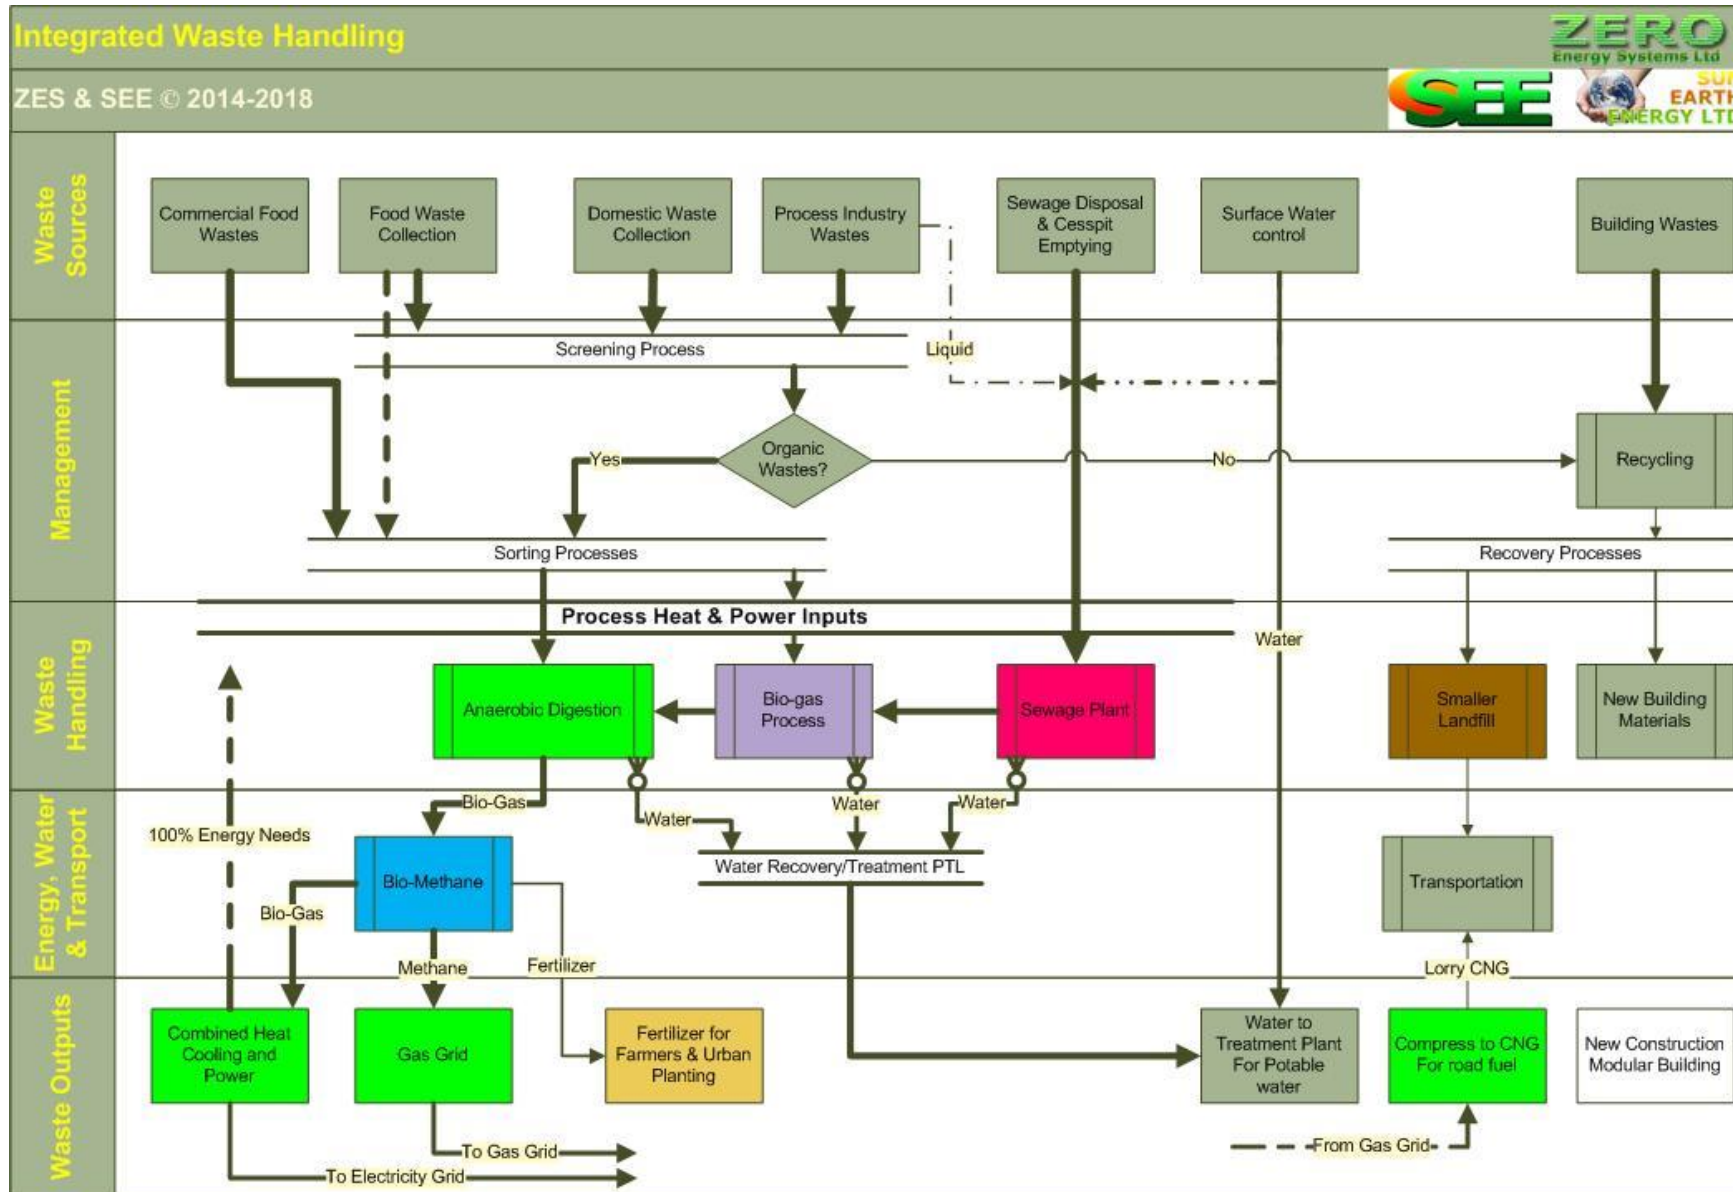 Integrated Waste Handling
ZERO
Energy Systems Ltd
ZES & SEE © 2014-2018
SEE
SUN
EARTH
ENERGY LTD
Waste
Sources
Commercial Food
Wastes
Food Waste
Collection
Domestic Waste
Collection
Process Industry
Wastes
Sewage Disposal
& Cesspit
Emptying
Surface Water
control
Building Wastes
Management
Screening Process
Liquid
Organic
Wastes?
Yes
No
Recycling
Sorting Processes
Recovery Processes
Waste
Handling
Process Heat & Power Inputs
Water
Anaerobic Digestion
Bio-gas
Process
Sewage Plant
Smaller
Landfill
New Building
Materials
Energy, Water
& Transport
100% Energy Needs
Bio-Gas
Water
Water
Water
Bio-Methane
Water Recovery/Treatment PTL
Transportation
Bio-Gas
Methane
Fertilizer
Lorry CNG
Waste Outputs
Combined Heat
Cooling and
Power
Gas Grid
Fertilizer for
Farmers & Urban
Planting
Water to
Treatment Plant
For Potable
water
Compress to CNG
For road fuel
New Construction
Modular Building
To Gas Grid
From Gas Grid
To Electricity Grid